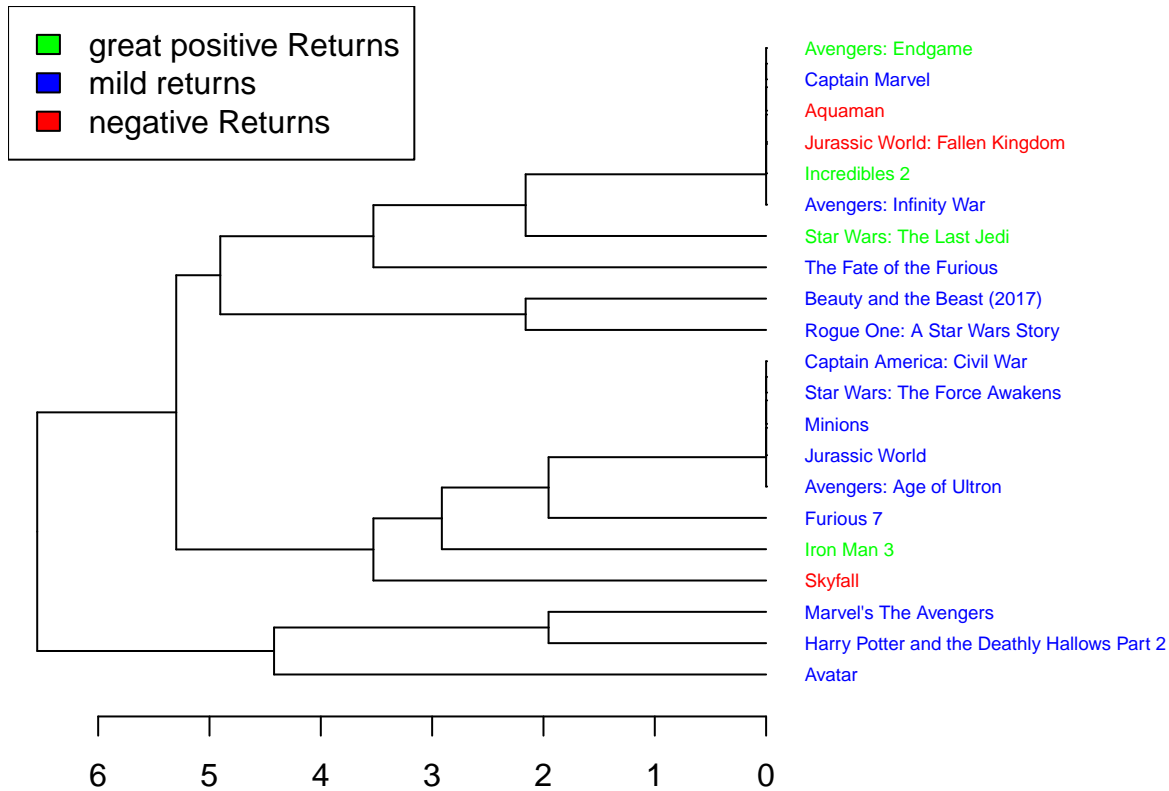 great positive Returns
mild returns
negative Returns
Avengers: Endgame
Captain Marvel
Aquaman
Jurassic World: Fallen Kingdom
Incredibles 2
Avengers: Infinity War
Star Wars: The Last Jedi
The Fate of the Furious
Beauty and the Beast (2017)
Rogue One: A Star Wars Story
Captain America: Civil War
Star Wars: The Force Awakens
Minions
Jurassic World
Avengers: Age of Ultron
Furious 7
Iron Man 3
Skyfall
Marvel's The Avengers
Harry Potter and the Deathly Hallows Part 2
Avatar
6 5 4 3 2 1 0